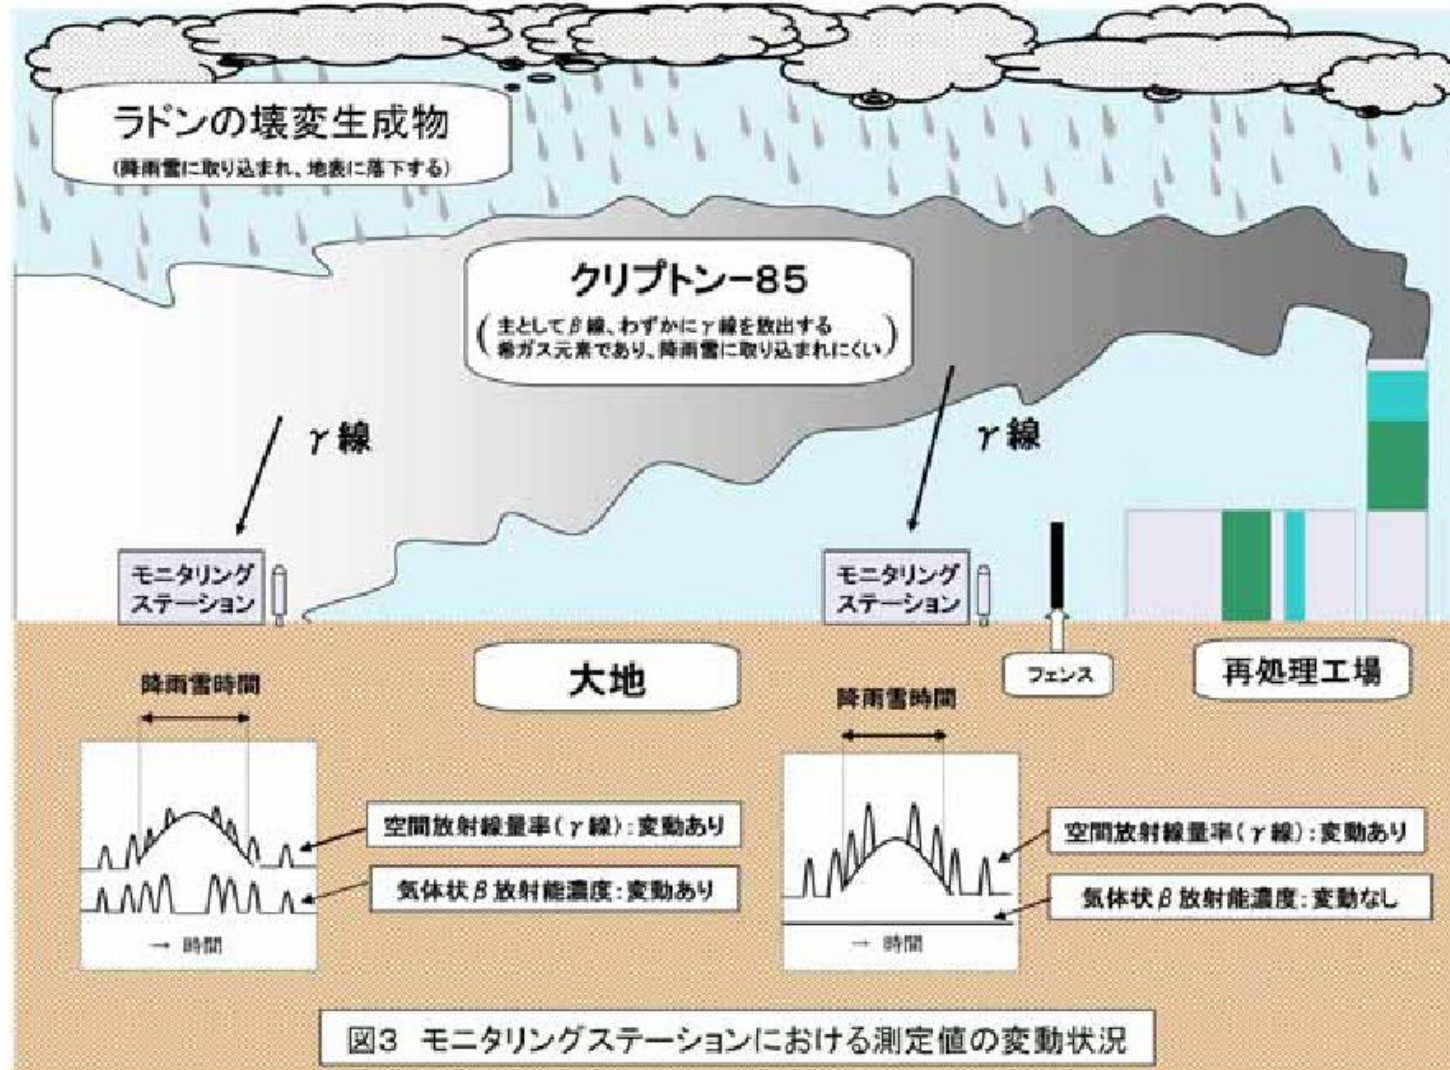 ラドンの壊変生成物
(降雨雪に取り込まれ、地表に落下する)
クリプトン−85
(主としてβ線、わずかにγ線を放出する
希ガス元素であり、降雨雪に取り込まれにくい)
γ線
γ線
モニタリング
ステーション
モニタリング
ステーション
大地
フェンス
再処理工場
降雨雪時間
空間放射線量率(γ線):変動あり
気体状β放射能濃度:変動あり
→ 時間
降雨雪時間
空間放射線量率(γ線):変動あり
気体状β放射能濃度:変動なし
→ 時間
図3 モニタリングステーションにおける測定値の変動状況